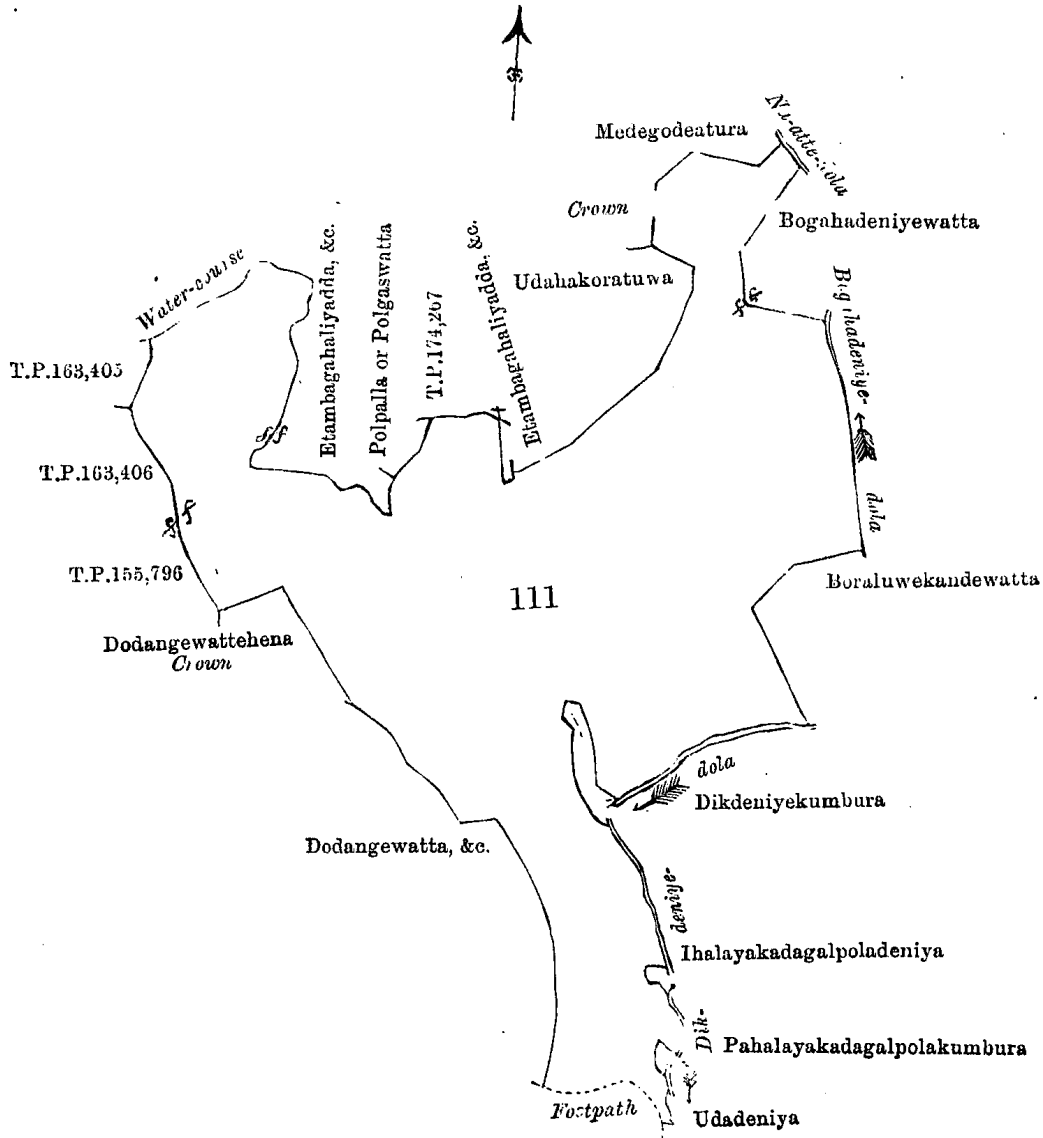 Medegodeatura
Crown
Bogahadeniyewatta
Udahakoratuwa
Water-course
Etambagahaliyadda, &c.
Polpalla or Polgaswatta
T.P.174,267
Etambagahaliyadda, &c.
T.P.163,405
T.P.163,406
T.P.155,796
dola
Boraluwekandewatta
111
Dodangewattehena
Crown
dola
Dikdeniyekumbura
Dodangewatta, &c.
deniye-
Ihalayakadagalpoladeniya
Dik-
Pahalayakadagalpolakumbura
Footpath
Udadeniya